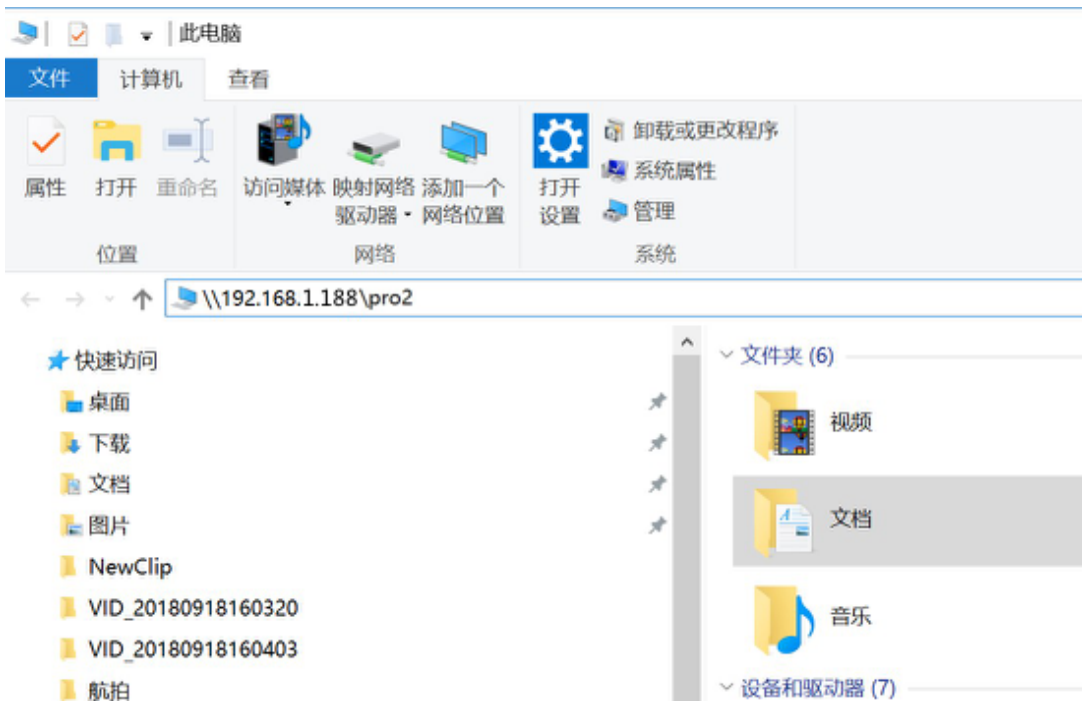 此电脑
文件 计算机 查看
属性 打开 重命名 访问媒体 映射网络驱动器 添加一个网络位置 打开设置 卸载或更改程序
系统属性
管理
位置 网络 系统
\\192.168.1.188\pro2
快速访问
桌面
下载
文档
图片
NewClip
VID_20180918160320
VID_20180918160403
航拍
文件夹 (6)
视频
文档
音乐
设备和驱动器 (7)